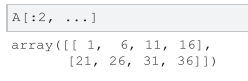 A[:2, ...]
array([[ 1,  6, 11, 16],
       [21, 26, 31, 36]])